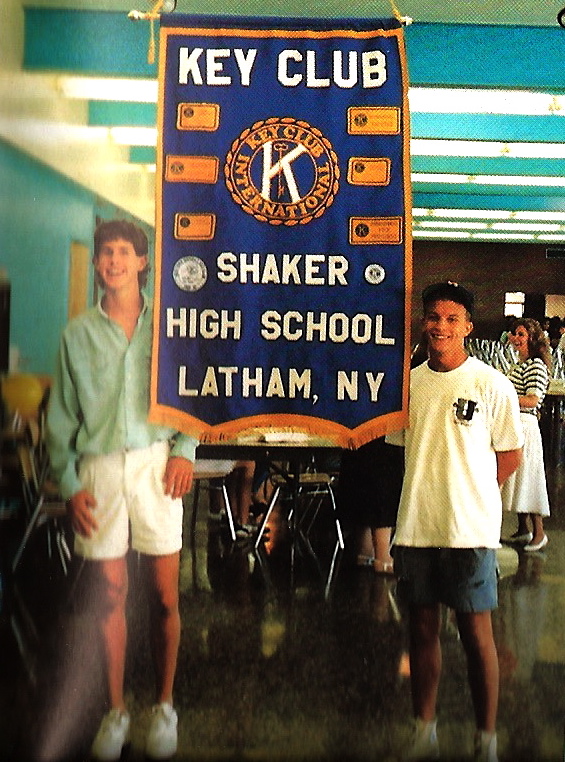 KEY CLUB
KEY CLUB
INTERNATIONAL
K
SHAKER
HIGH SCHOOL
LATHAM, NY
U